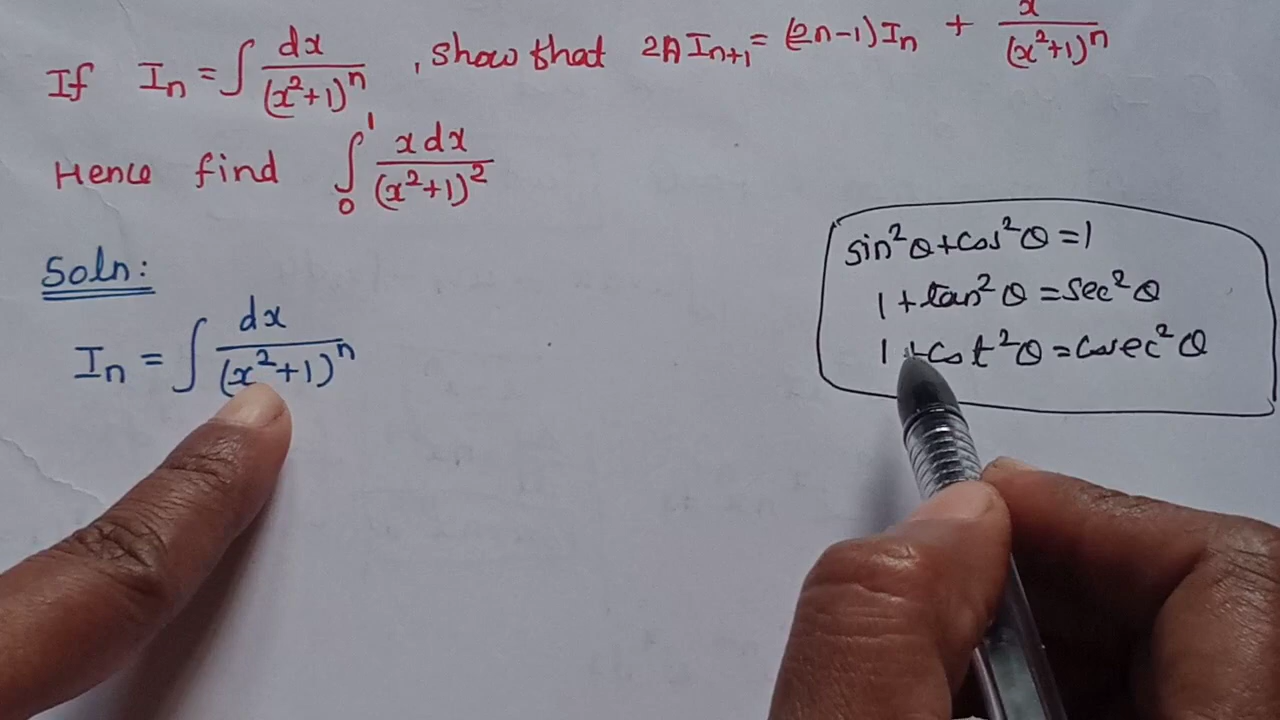 If Iₙ = ∫ dx/(x²+1)ⁿ , show that 2n Iₙ₊₁ = (2n-1)Iₙ + x/(x²+1)ⁿ
Hence find ∫₀¹ x dx/(x²+1)²
Soln:
Iₙ = ∫ dx/(x²+1)ⁿ
sin²θ+cos²θ=1
1+tan²θ=sec²θ
1+cot²θ=cosec²θ